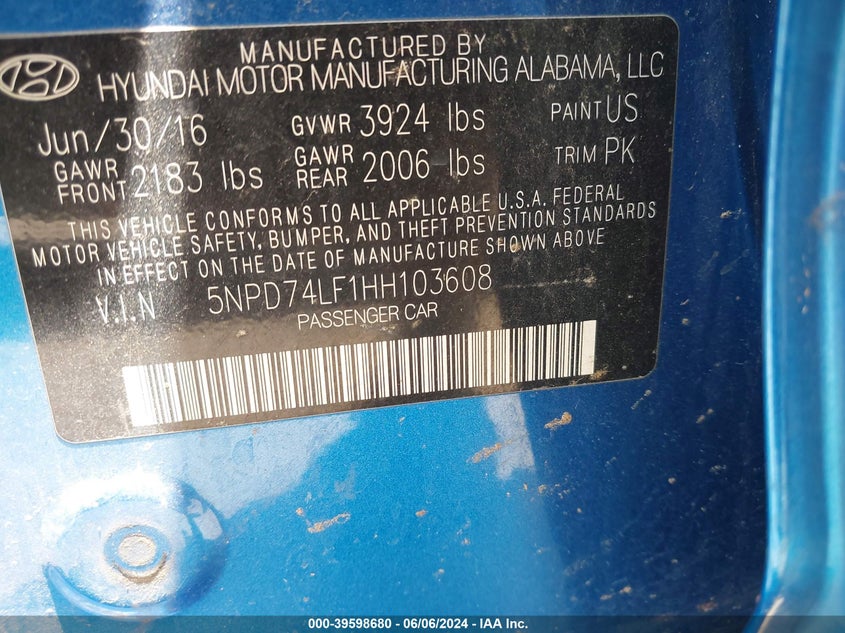 MANUFACTURED BY
HYUNDAI MOTOR MANUFACTURING ALABAMA, LLC
Jun/30/16 GVWR 3924 lbs PAINT US
GAWR FRONT 2183 lbs GAWR REAR 2006 lbs TRIM PK
THIS VEHICLE CONFORMS TO ALL APPLICABLE U.S.A. FEDERAL
MOTOR VEHICLE SAFETY, BUMPER, AND THEFT PREVENTION STANDARDS
IN EFFECT ON THE DATE OF MANUFACTURE SHOWN ABOVE
V.I.N 5NPD74LF1HH103608
PASSENGER CAR
H
000-39598680 - 06/06/2024 - IAA Inc.